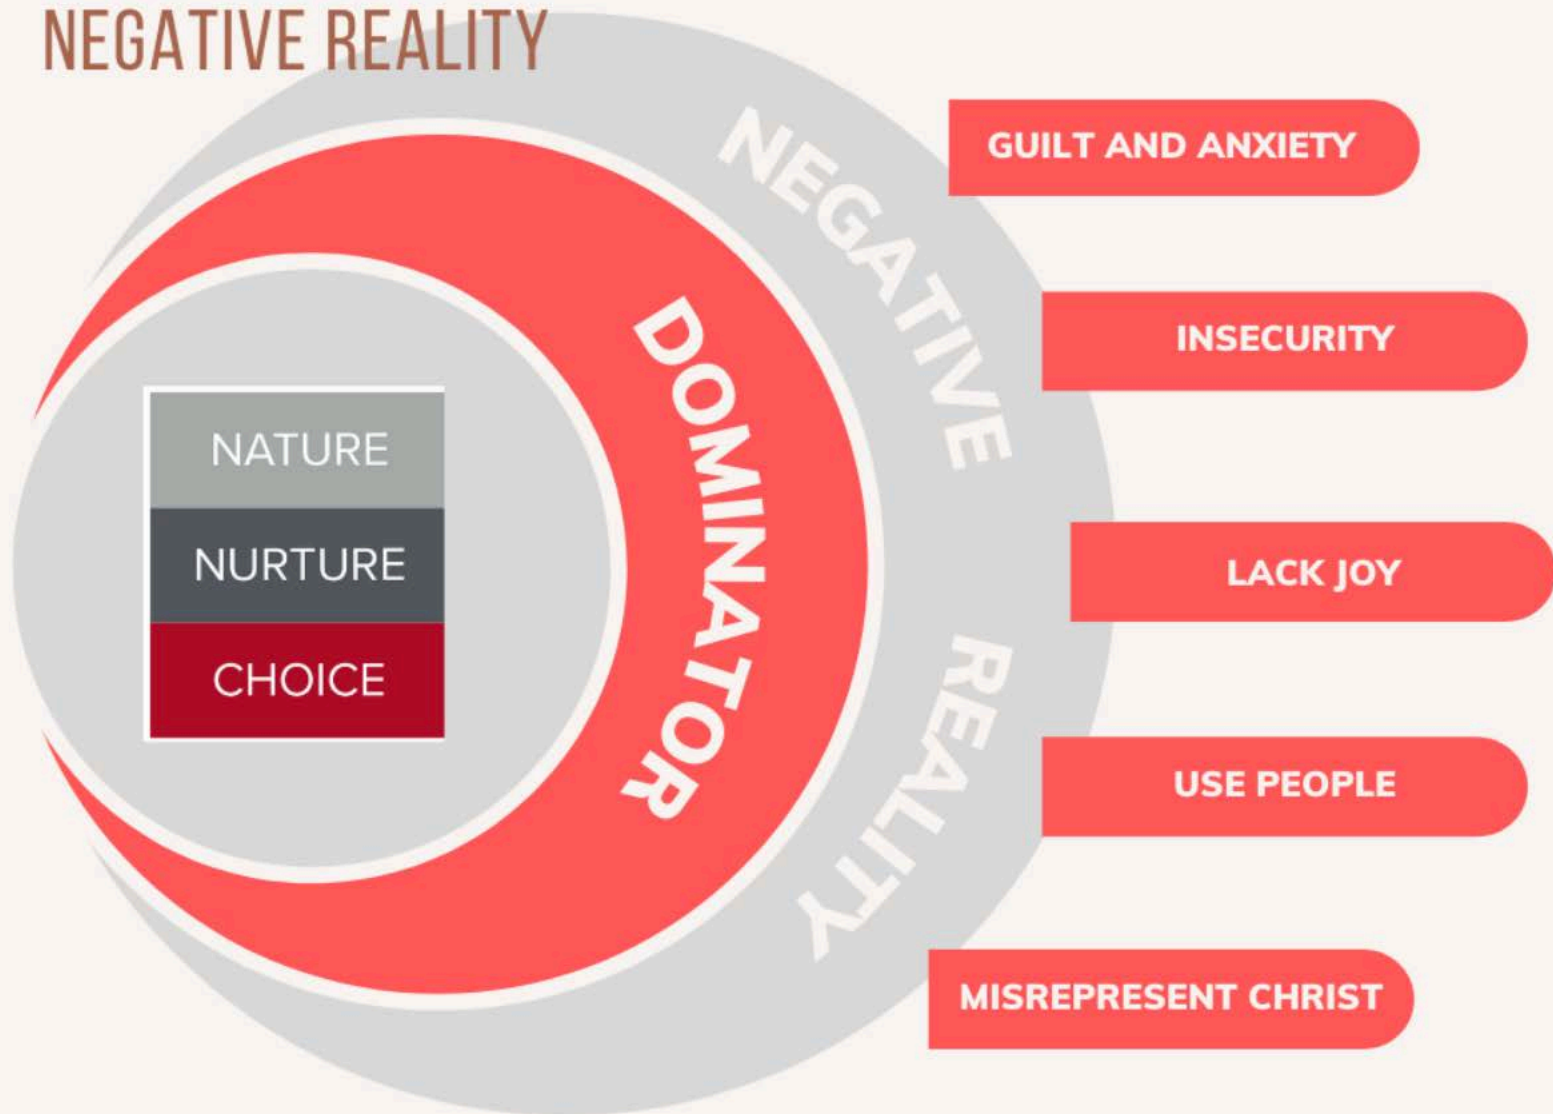 NEGATIVE REALITY
NATURE
NURTURE
CHOICE
DOMINATOR
NEGATIVE REALITY
GUILT AND ANXIETY
INSECURITY
LACK JOY
USE PEOPLE
MISREPRESENT CHRIST